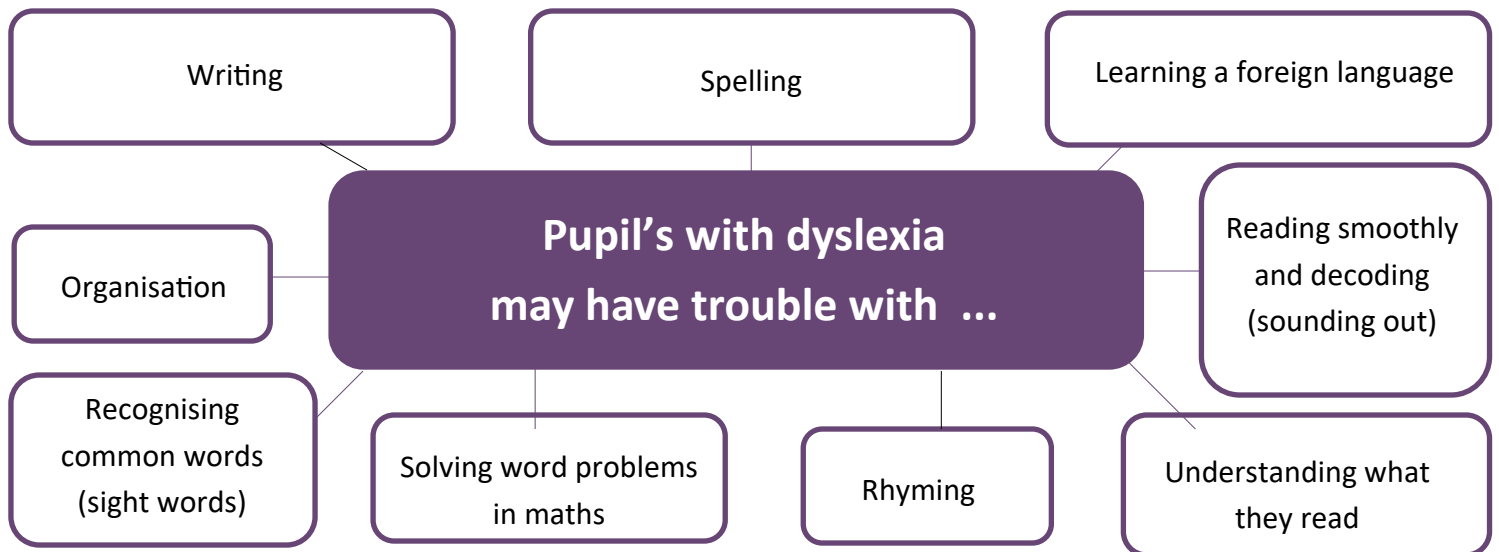 Writing
Spelling
Learning a foreign language
Pupil’s with dyslexia
may have trouble with ...
Organisation
Reading smoothly
and decoding
(sounding out)
Recognising
common words
(sight words)
Solving word problems
in maths
Rhyming
Understanding what
they read